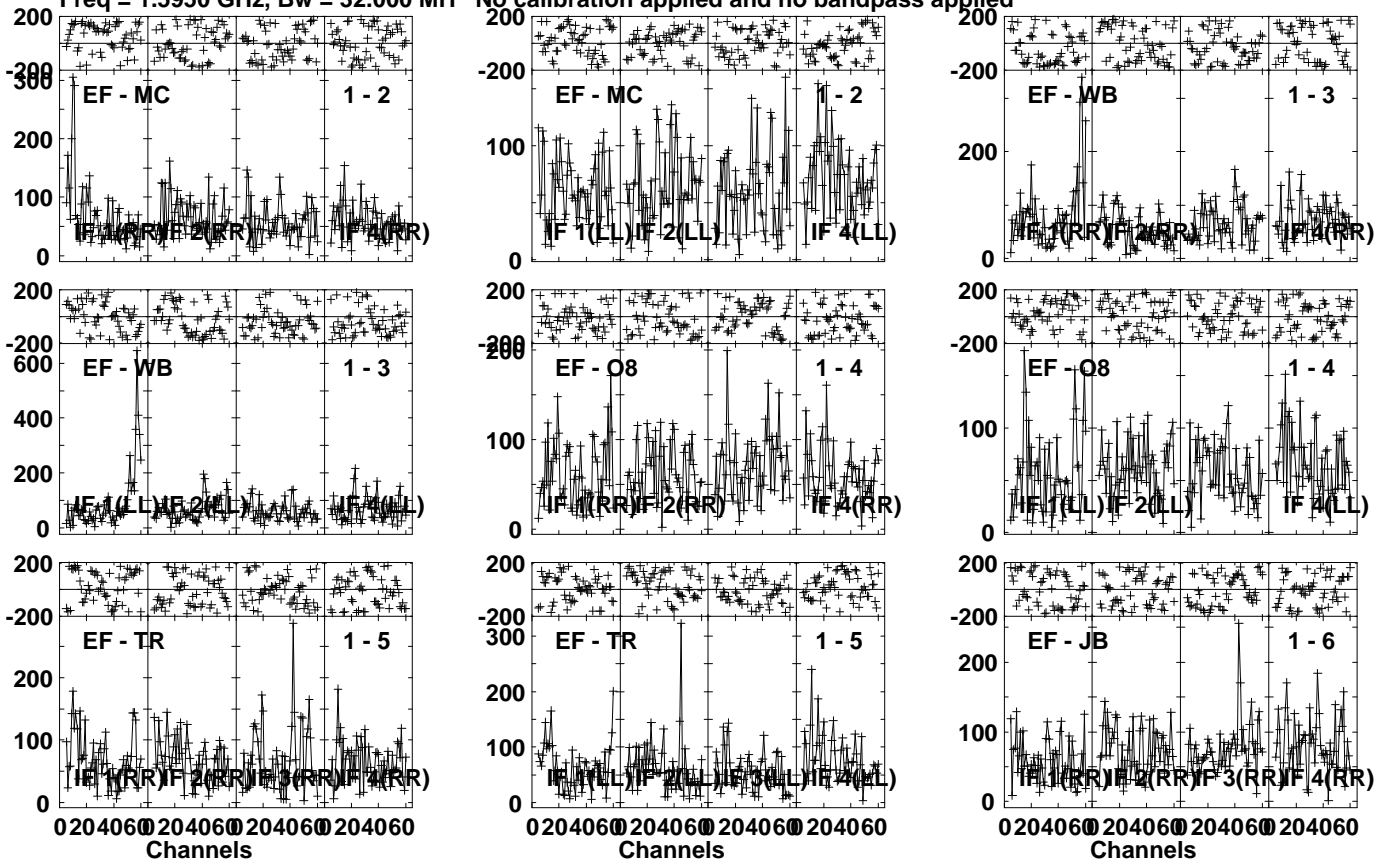 Freq = 1.5950 GHz, Bw = 32.000 MH No calibration applied and no bandpass applied
200
-200
300
200
100
0
EF - MC
1 - 2
IF 1(RR)
IF 2(RR)
IF 4(RR)
100
0
EF - MC
1 - 2
IF 1(LL)
IF 2(LL)
IF 4(LL)
200
-200
200
0
EF - WB
1 - 3
IF 1(RR)
IF 2(RR)
IF 4(RR)
200
-200
600
400
200
0
EF - WB
1 - 3
IF 1(LL)
IF 2(LL)
IF 4(LL)
200
-200
200
100
0
EF - O8
1 - 4
IF 1(RR)
IF 2(RR)
IF 4(RR)
200
-200
100
0
EF - O8
1 - 4
IF 1(LL)
IF 2(LL)
IF 4(LL)
200
-200
200
100
0
EF - TR
1 - 5
IF 1(RR)
IF 2(RR)
IF 3(RR)
IF 4(RR)
0 20 40 60 0 20 40 60 0 20 40 60 0 20 40 60
Channels
200
-200
300
200
100
0
EF - TR
1 - 5
IF 1(LL)
IF 2(LL)
IF 3(LL)
IF 4(LL)
0 20 40 60 0 20 40 60 0 20 40 60 0 20 40 60
Channels
200
-200
200
100
0
EF - JB
1 - 6
IF 1(RR)
IF 2(RR)
IF 3(RR)
IF 4(RR)
0 20 40 60 0 20 40 60 0 20 40 60 0 20 40 60
Channels